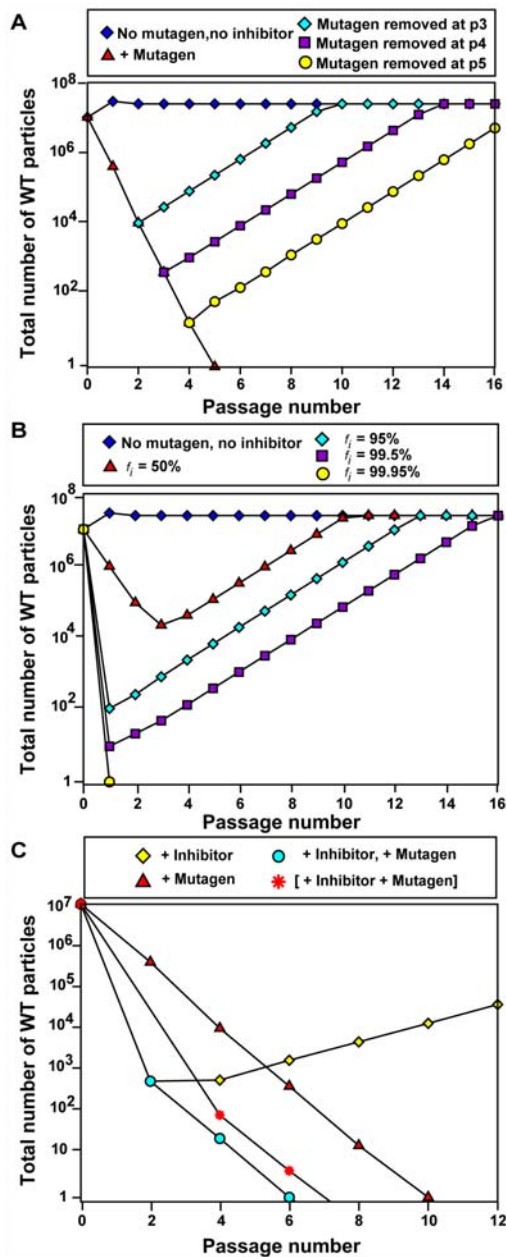 A
No mutagen,no inhibitor
+ Mutagen
Mutagen removed at p3
Mutagen removed at p4
Mutagen removed at p5
Total number of WT particles
10^8
10^6
10^4
10^2
1
0 2 4 6 8 10 12 14 16
Passage number
B
No mutagen, no inhibitor
f_i = 50%
f_i = 95%
f_i = 99.5%
f_i = 99.95%
Total number of WT particles
10^8
10^6
10^4
10^2
1
0 2 4 6 8 10 12 14 16
Passage number
C
+ Inhibitor
+ Mutagen
+ Inhibitor, + Mutagen
[ + Inhibitor + Mutagen]
Total number of WT particles
10^7
10^6
10^5
10^4
10^3
10^2
10
1
0 2 4 6 8 10 12
Passage number